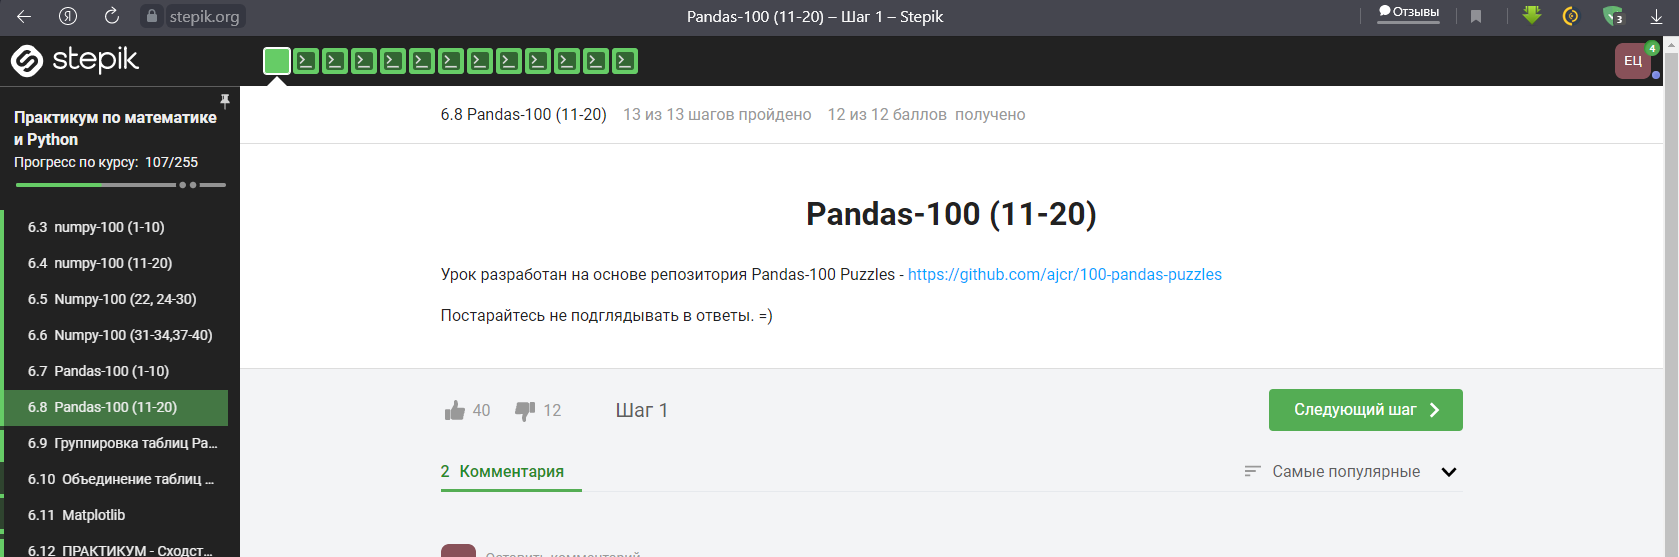 Я
stepik.org
Pandas-100 (11-20) – Шаг 1 – Stepik
Отзывы
3
stepik
ЕЦ
4
Практикум по математике
и Python
Прогресс по курсу: 107/255
6.3 numpy-100 (1-10)
6.4 numpy-100 (11-20)
6.5 Numpy-100 (22, 24-30)
6.6 Numpy-100 (31-34,37-40)
6.7 Pandas-100 (1-10)
6.8 Pandas-100 (11-20)
6.9 Группировка таблиц Pa...
6.10 Объединение таблиц ...
6.11 Matplotlib
6.12 ПРАКТИКУМ - Сходст...
6.8 Pandas-100 (11-20) 13 из 13 шагов пройдено 12 из 12 баллов получено
Pandas-100 (11-20)
Урок разработан на основе репозитория Pandas-100 Puzzles - https://github.com/ajcr/100-pandas-puzzles
Постарайтесь не подглядывать в ответы. =)
40 12 Шаг 1
Следующий шаг
2 Комментария
Самые популярные
Оставить комментарий